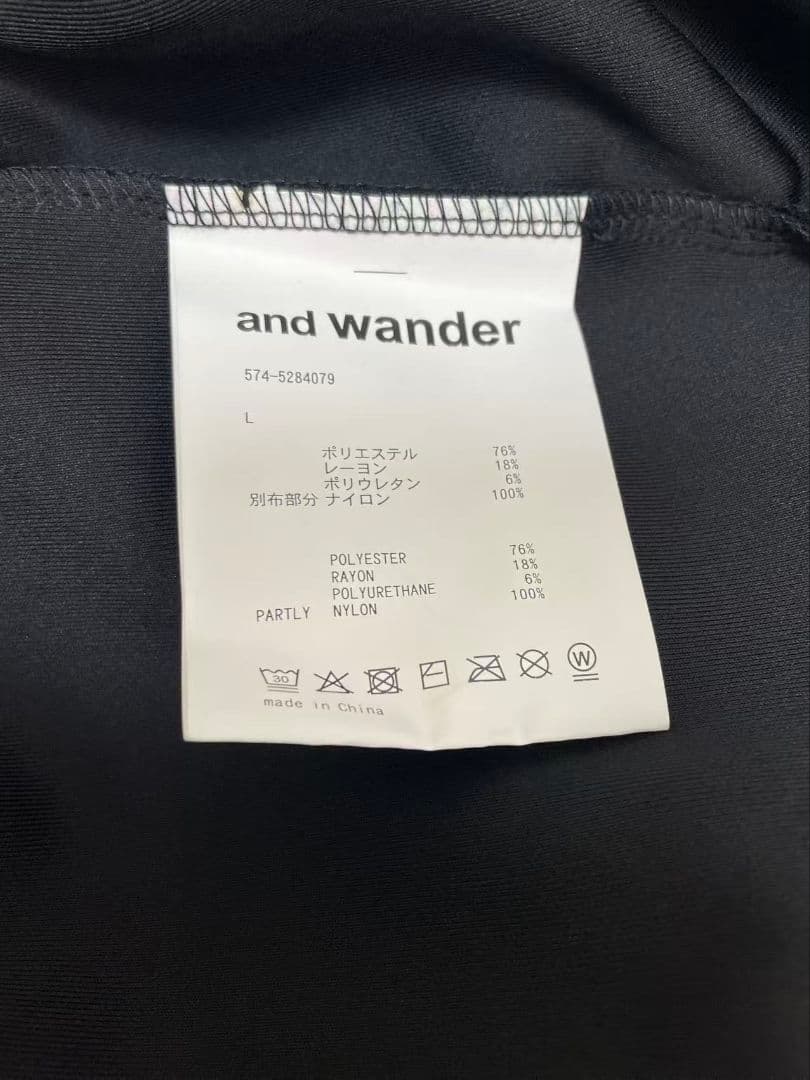 and wander
574-5284079
L
ポリエステル 76%
レーヨン 18%
ポリウレタン 6%
別布部分 ナイロン 100%
POLYESTER 76%
RAYON 18%
POLYURETHANE 6%
PARTLY NYLON 100%
30 W
made in China